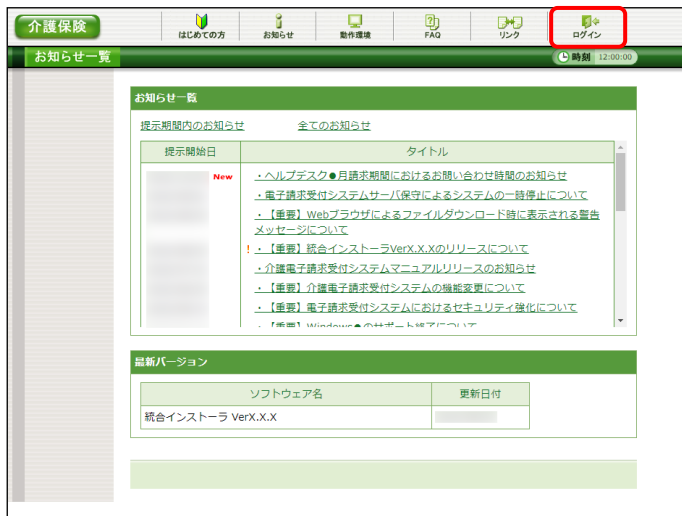 介護保険
はじめての方
お知らせ
動作環境
FAQ
リンク
ログイン
お知らせ一覧
時刻 12:00:00
お知らせ一覧
提示期間内のお知らせ 全てのお知らせ
提示開始日 タイトル
New ・ヘルプデスク●月請求期間におけるお問い合わせ時間のお知らせ
・電子請求受付システムサーバ保守によるシステムの一時停止について
・【重要】Webブラウザによるファイルダウンロード時に表示される警告
メッセージについて
!・【重要】統合インストーラVerX.X.Xのリリースについて
・介護電子請求受付システムマニュアルリリースのお知らせ
・【重要】介護電子請求受付システムの機能変更について
・【重要】電子請求受付システムにおけるセキュリティ強化について
・【重要】Windows●のサポート終了について
最新バージョン
ソフトウェア名 更新日付
統合インストーラ VerX.X.X